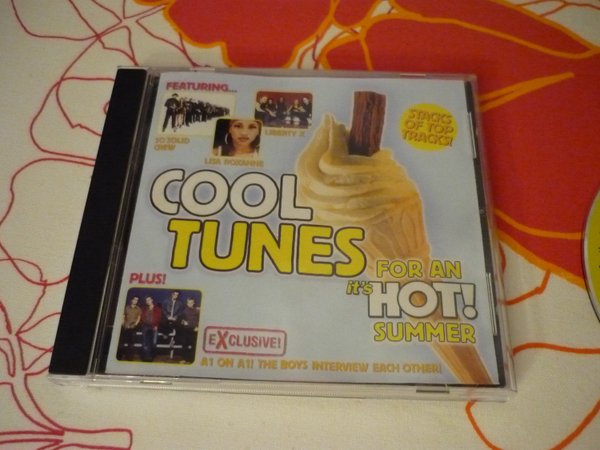 FEATURING...
SO SOLID
CREW
LISA ROXANNE
LIBERTY X
STACKS
OF TOP
TRACKS!
COOL
TUNES
FOR AN
it's HOT!
SUMMER
PLUS!
EXCLUSIVE!
A1 ON A1! THE BOYS INTERVIEW EACH OTHER!